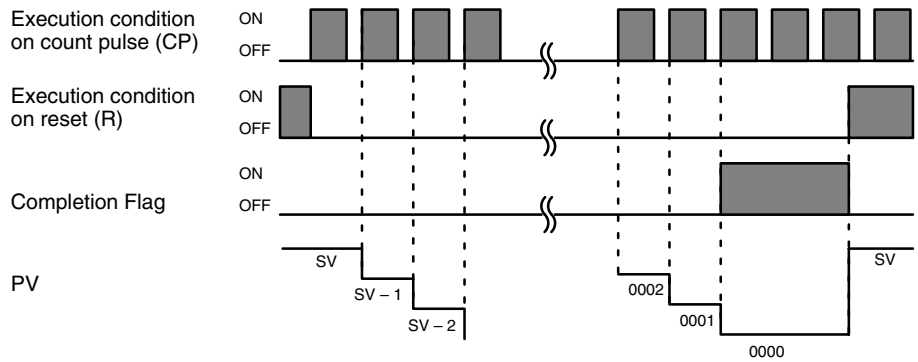 Execution condition
on count pulse (CP)
ON
OFF
Execution condition
on reset (R)
ON
OFF
Completion Flag
ON
OFF
PV
SV
SV – 1
SV – 2
0002
0001
0000
SV